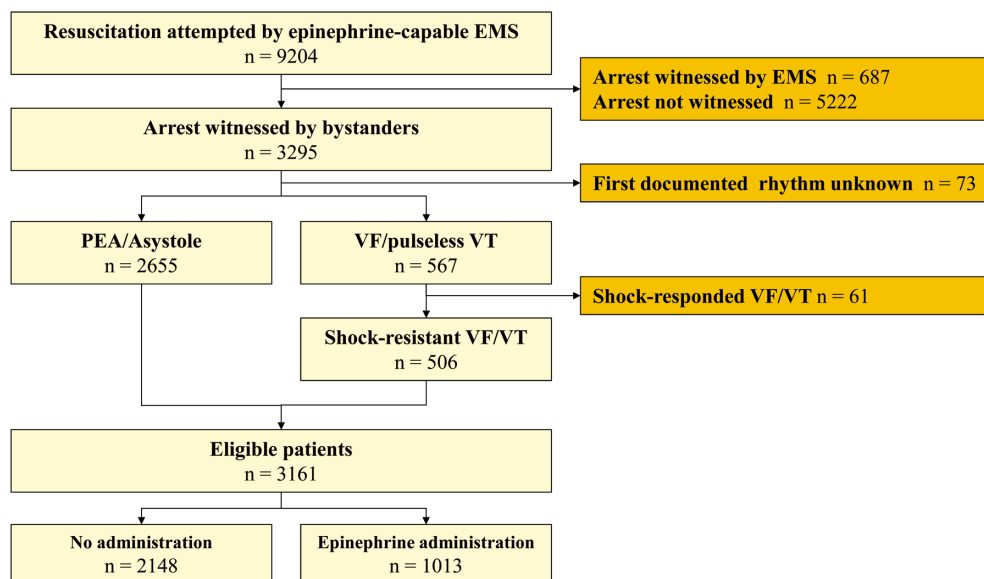 Resuscitation attempted by epinephrine-capable EMS
n = 9204
Arrest witnessed by EMS n = 687
Arrest not witnessed n = 5222
Arrest witnessed by bystanders
n = 3295
First documented rhythm unknown n = 73
PEA/Asystole
n = 2655
VF/pulseless VT
n = 567
Shock-responded VF/VT n = 61
Shock-resistant VF/VT
n = 506
Eligible patients
n = 3161
No administration
n = 2148
Epinephrine administration
n = 1013